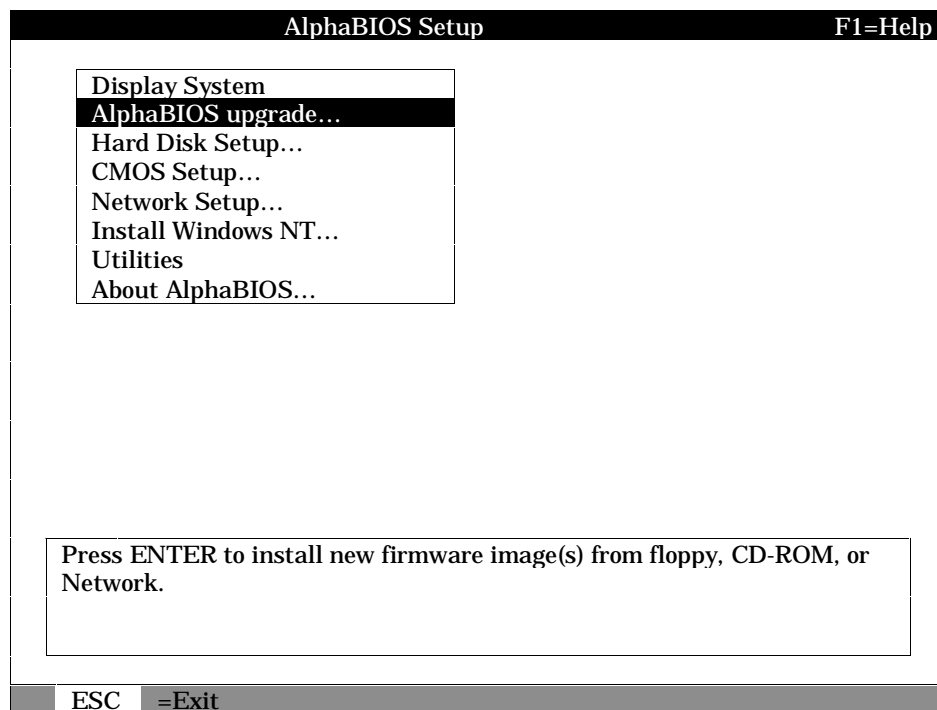 AlphaBIOS Setup F1=Help
Display System
AlphaBIOS upgrade…
Hard Disk Setup…
CMOS Setup…
Network Setup…
Install Windows NT…
Utilities
About AlphaBIOS…
Press ENTER to install new firmware image(s) from floppy, CD-ROM, or
Network.
ESC =Exit